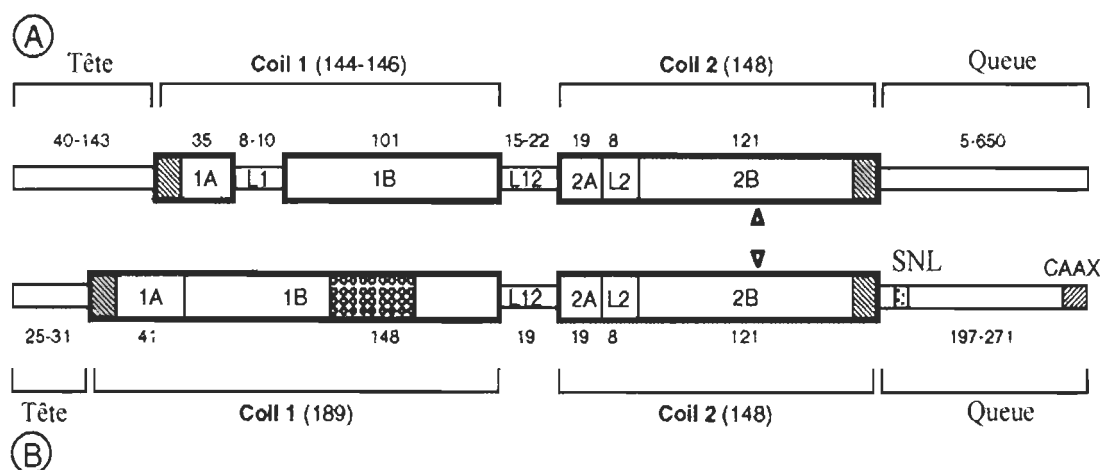 A
Tête Coil 1 (144-146) Coil 2 (148) Queue
40-143 35 8-10 101 15-22 19 8 121 5-650
1A L1 1B L12 2A L2 2B
SNL CAAX
1A 1B L12 2A L2 2B
25-31 41 148 19 19 8 121 197-271
Tête Coil 1 (189) Coil 2 (148) Queue
B